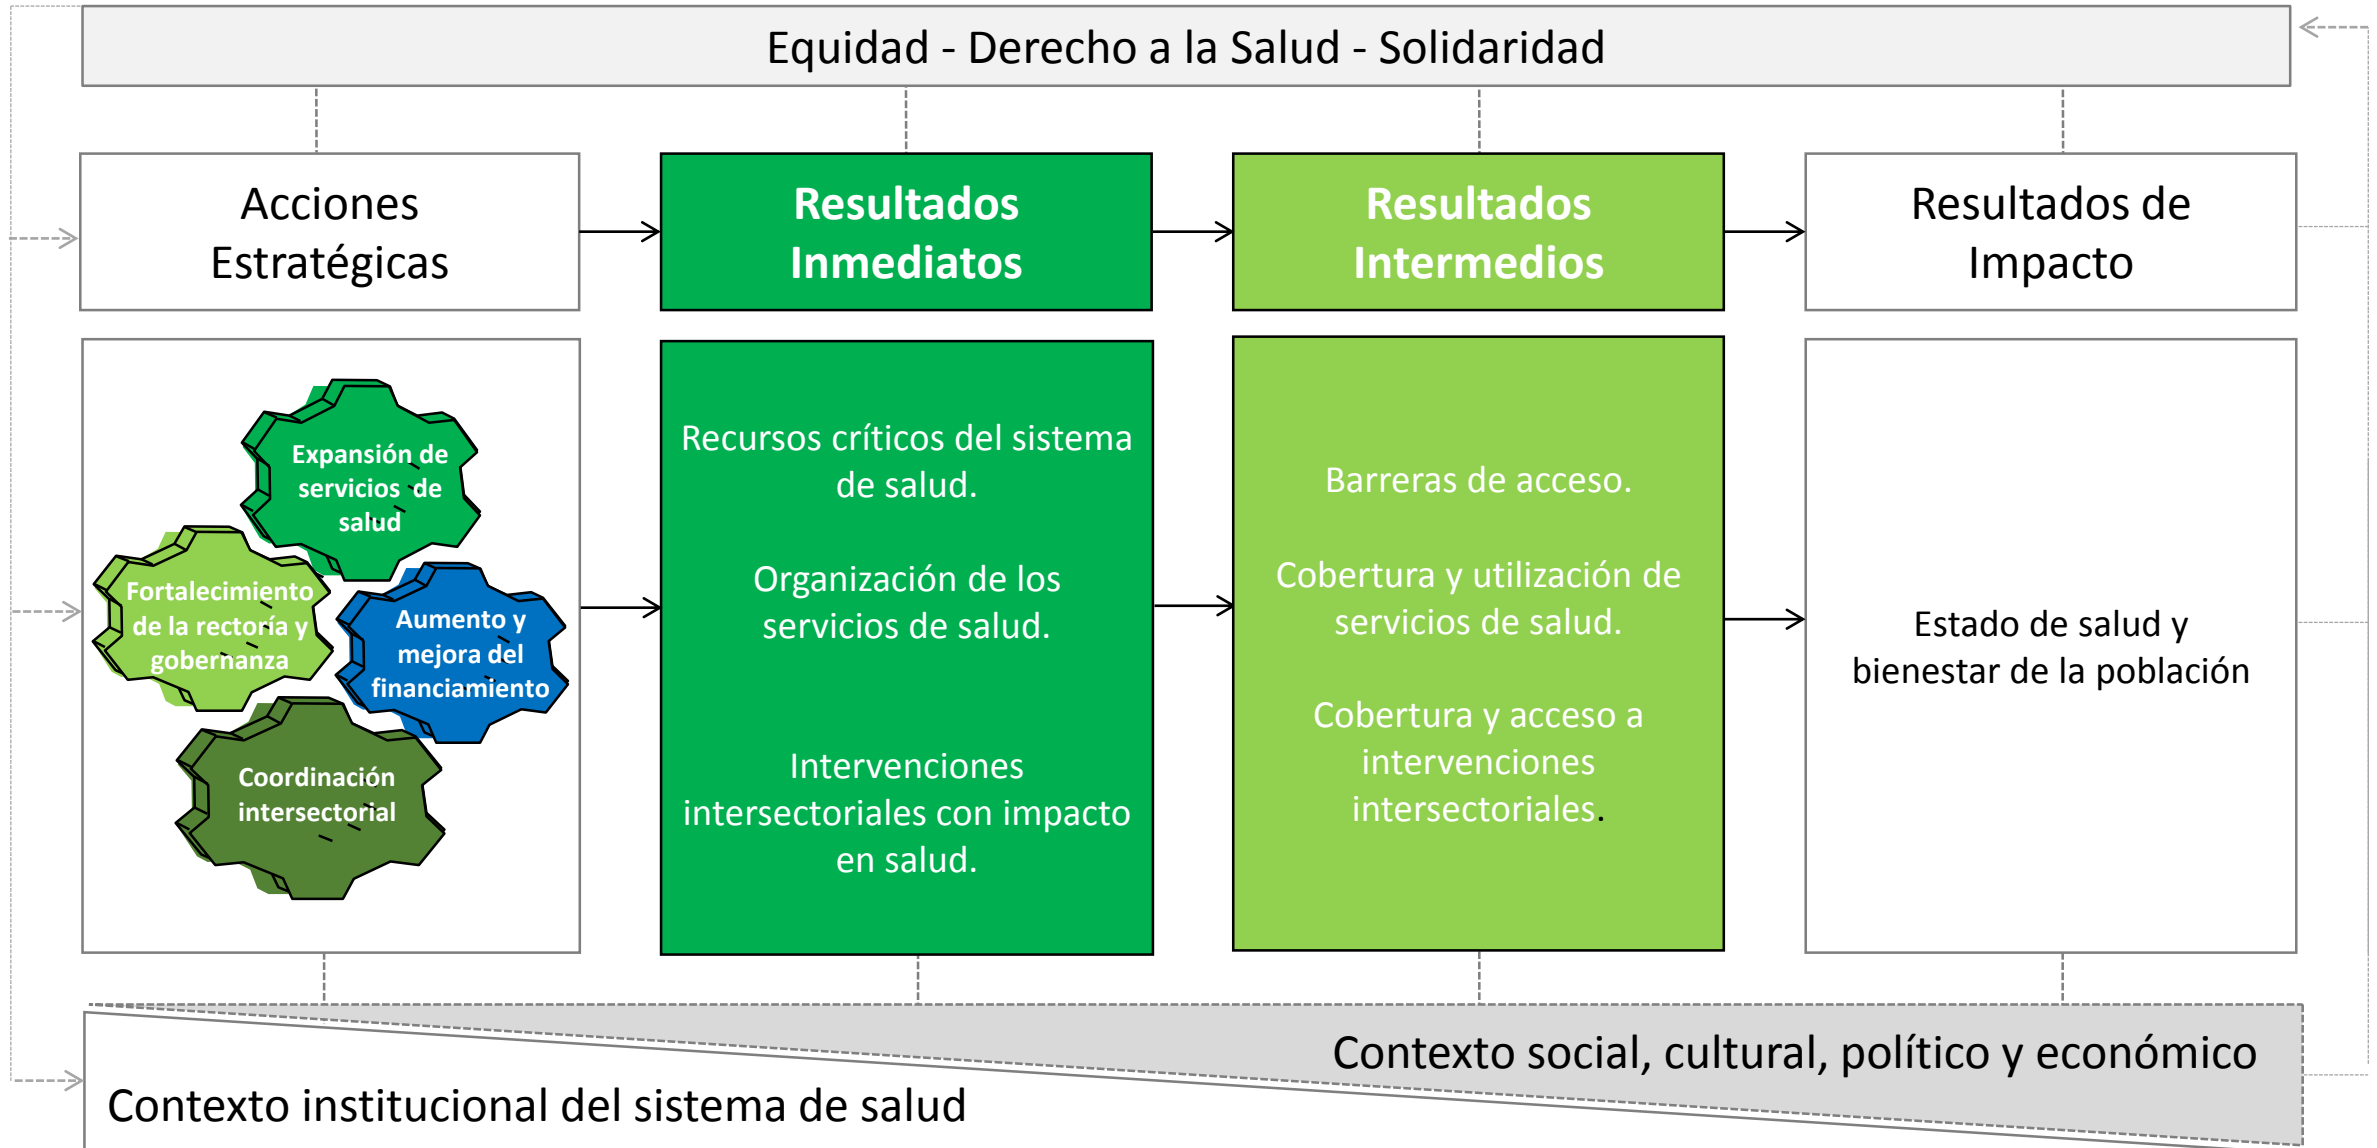 Equidad - Derecho a la Salud - Solidaridad
Acciones
Estratégicas
Resultados
Inmediatos
Resultados
Intermedios
Resultados de
Impacto
Expansión de
servicios de
salud
Fortalecimiento
de la rectoría y
gobernanza
Aumento y
mejora del
financiamiento
Coordinación
intersectorial
Recursos críticos del sistema
de salud.
Organización de los
servicios de salud.
Intervenciones
intersectoriales con impacto
en salud.
Barreras de acceso.
Cobertura y utilización de
servicios de salud.
Cobertura y acceso a
intervenciones
intersectoriales.
Estado de salud y
bienestar de la población
Contexto social, cultural, político y económico
Contexto institucional del sistema de salud